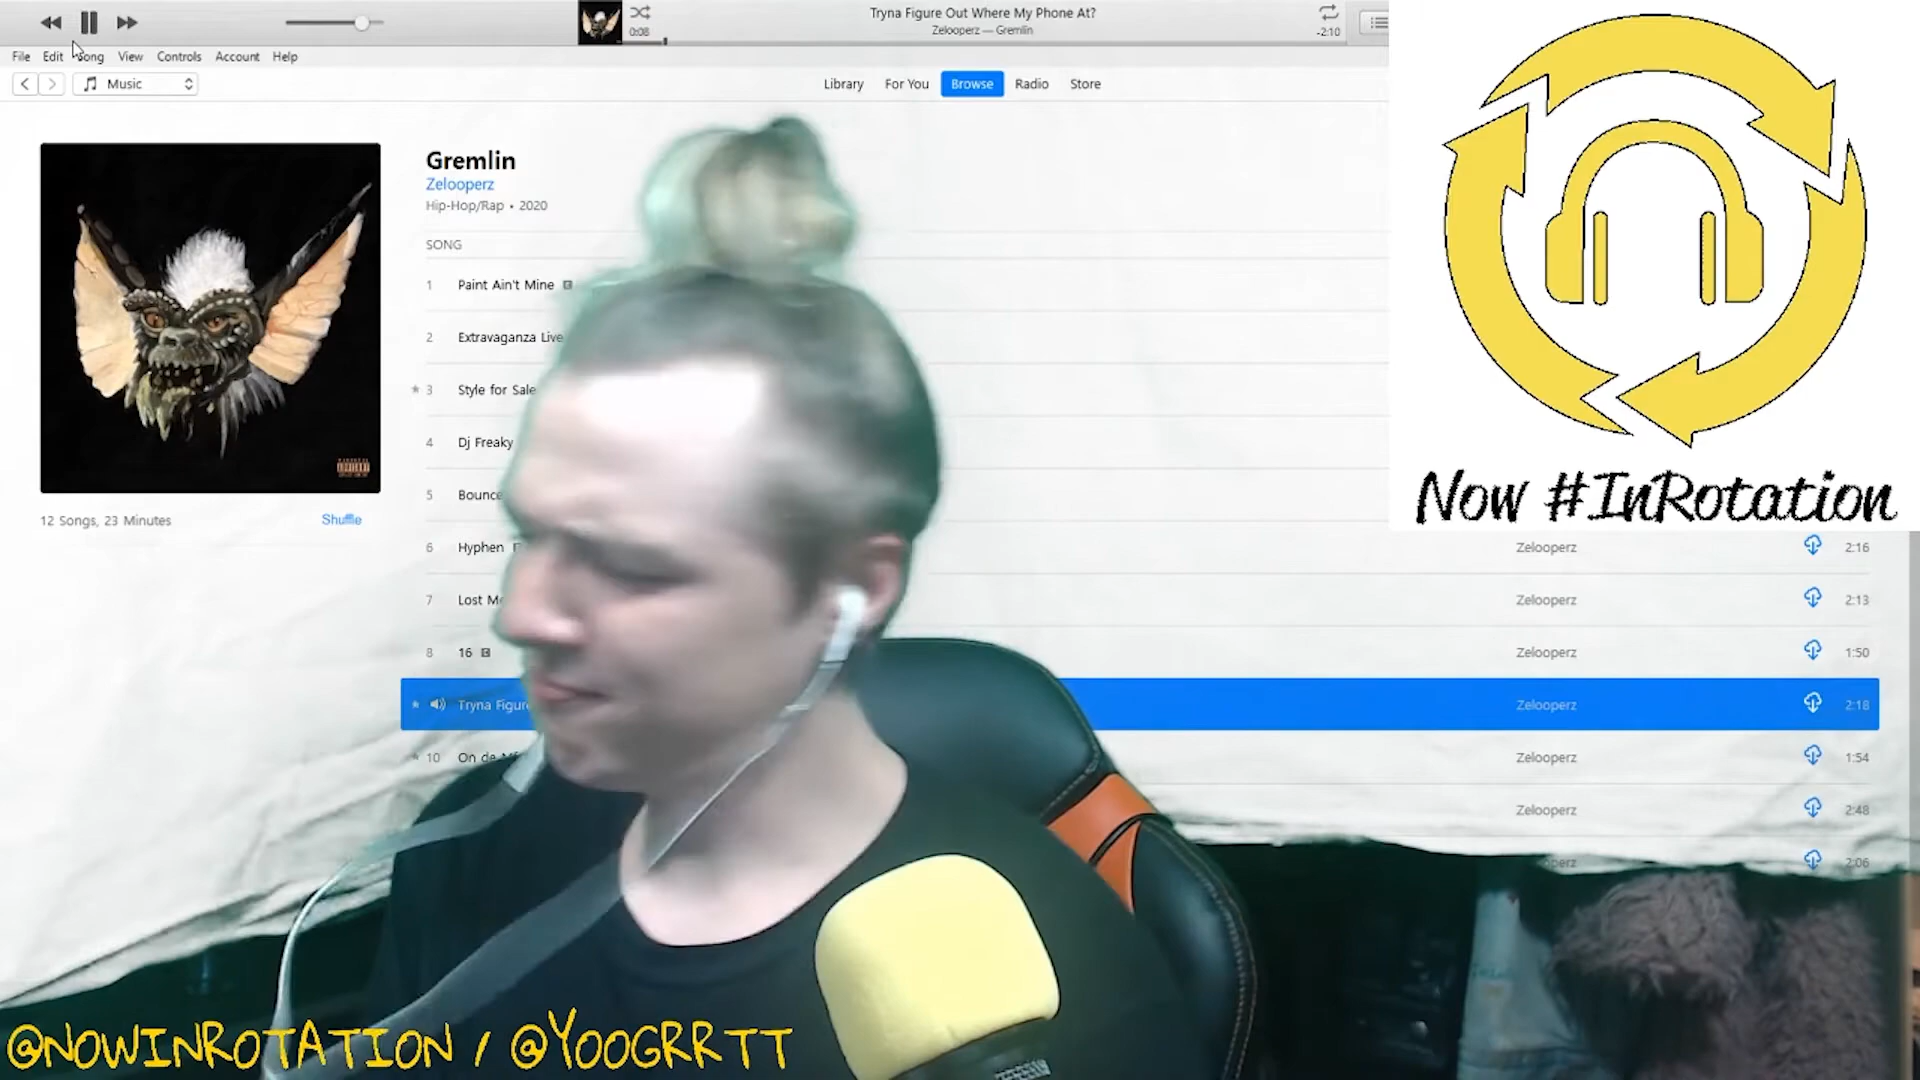 Tryna Figure Out Where My Phone At?
0:08
Zelooperz — Gremlin
-2:10
File Edit Song View Controls Account Help
Music
Library For You Browse Radio Store
Gremlin
Zelooperz
Hip-Hop/Rap • 2020
SONG
1 Paint Ain't Mine E
2 Extravaganza Live
3 Style for Sale
4 Dj Freaky
5 Bounce
Now #InRotation
12 Songs, 23 Minutes Shuffle
6 Hyphen Zelooperz 2:16
7 Lost Zelooperz 2:13
8 16 E Zelooperz 1:50
Tryna Zelooperz 2:18
10 On de Zelooperz 1:54
Zelooperz 2:48
2:06
@NOWINROTATION / @YOOGRRTT